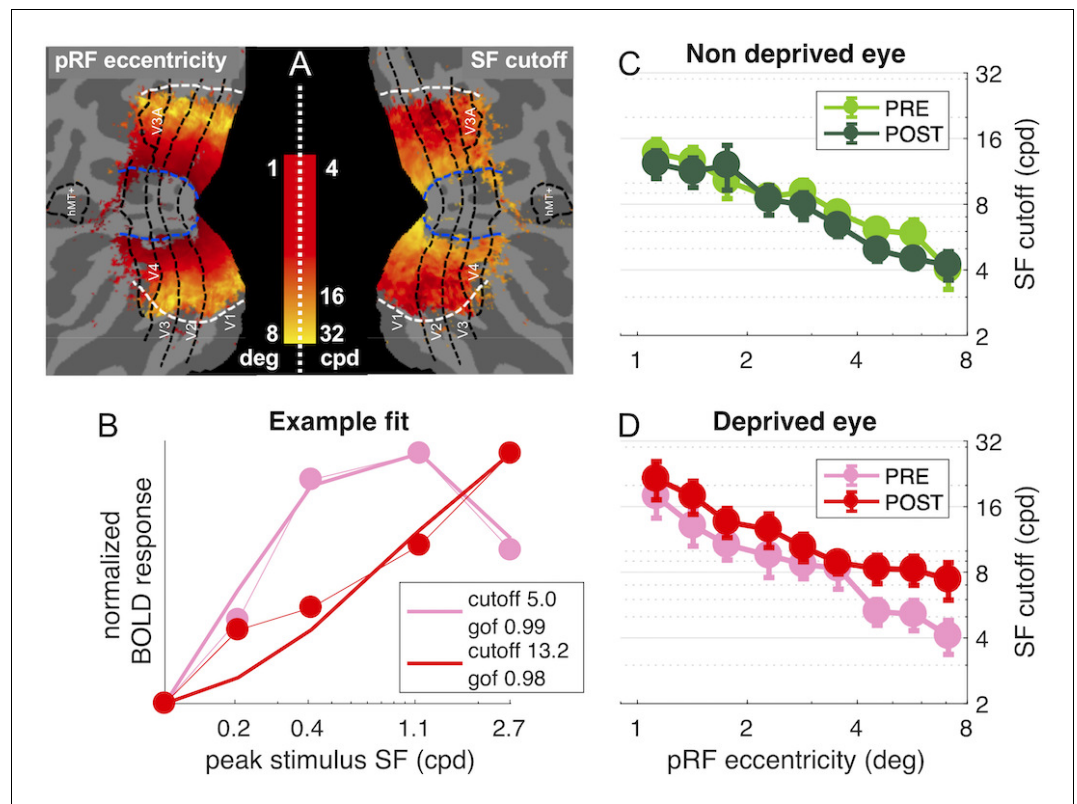 pRF eccentricity
A
SF cutoff
V3A
V3A
1
4
hMT+
hMT+
V4
V4
16
8
32
deg
cpd
V3
V2
V1
V1
V2
V3
B
Example fit
normalized
BOLD response
cutoff 5.0
gof 0.99
cutoff 13.2
gof 0.98
0.2
0.4
1.1
2.7
peak stimulus SF (cpd)
C
Non deprived eye
PRE
POST
32
16
8
4
2
SF cutoff (cpd)
1
2
4
8
D
Deprived eye
PRE
POST
32
16
8
4
2
SF cutoff (cpd)
1
2
4
8
pRF eccentricity (deg)